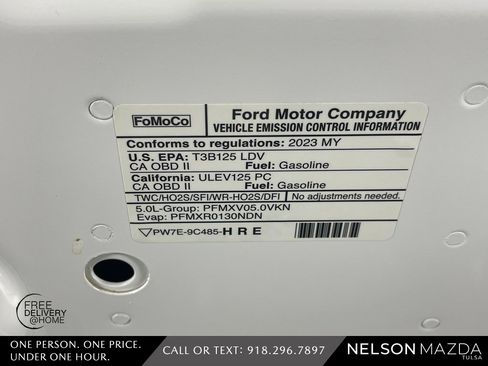 FoMoCo
Ford Motor Company
VEHICLE EMISSION CONTROL INFORMATION
Conforms to regulations: 2023 MY
U.S. EPA: T3B125 LDV
CA OBD II Fuel: Gasoline
California: ULEV125 PC
CA OBD II Fuel: Gasoline
TWC/HO2S/SFI/WR-HO2S/DFI No adjustments needed.
5.0L-Group: PFMXV05.0VKN
Evap: PFMXR0130NDN
PW7E-9C485-HRE
FREE
DELIVERY
@HOME
ONE PERSON. ONE PRICE.
UNDER ONE HOUR.
CALL OR TEXT: 918.296.7897
NELSON MAZDA
TULSA